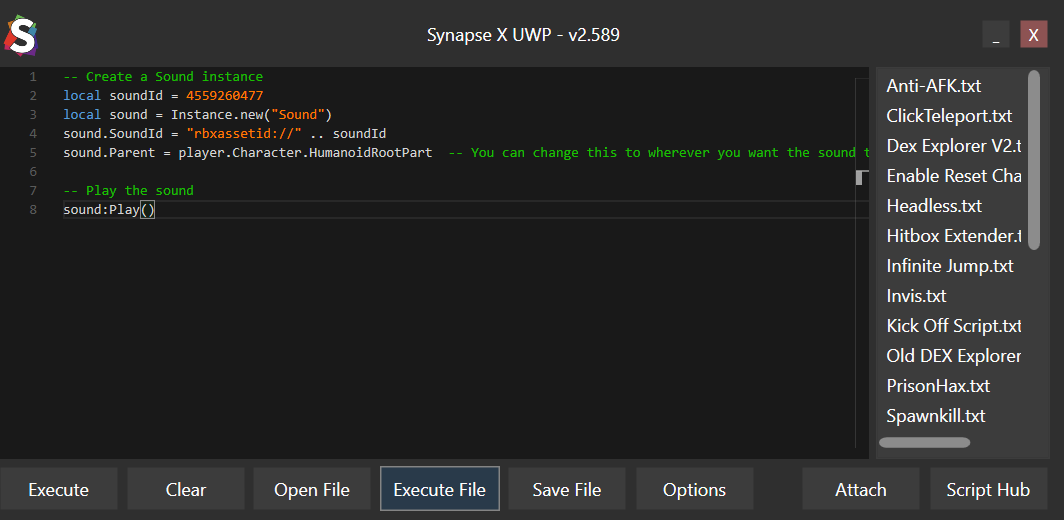 Synapse X UWP - v2.589
_ X
1 -- Create a Sound instance
2 local soundId = 4559260477
3 local sound = Instance.new("Sound")
4 sound.SoundId = "rbxassetid://" .. soundId
5 sound.Parent = player.Character.HumanoidRootPart  -- You can change this to wherever you want the sound t
6
7 -- Play the sound
8 sound:Play()
Anti-AFK.txt
ClickTeleport.txt
Dex Explorer V2.t
Enable Reset Cha
Headless.txt
Hitbox Extender.t
Infinite Jump.txt
Invis.txt
Kick Off Script.txt
Old DEX Explorer
PrisonHax.txt
Spawnkill.txt
Execute
Clear
Open File
Execute File
Save File
Options
Attach
Script Hub